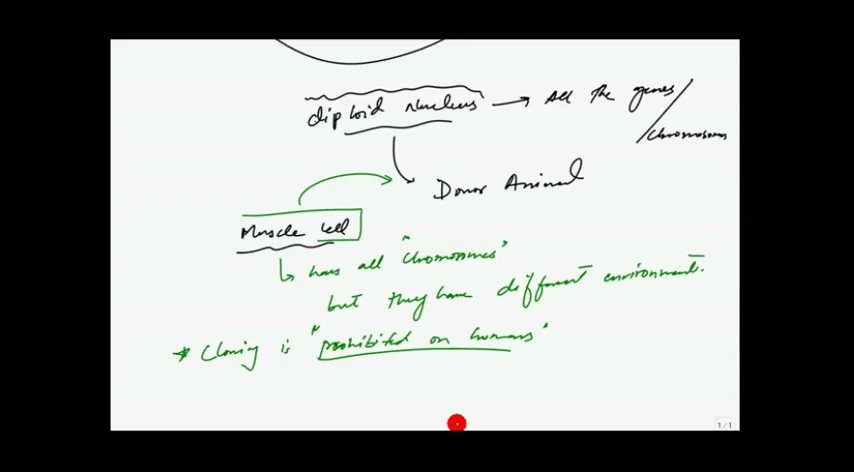 diploid Nucleus → All the genes/
chromosomes
Donor Animal
Muscle cell
↳ has all "chromosomes"
but they have different environment.
* Cloning is "prohibited on humans"
1/1